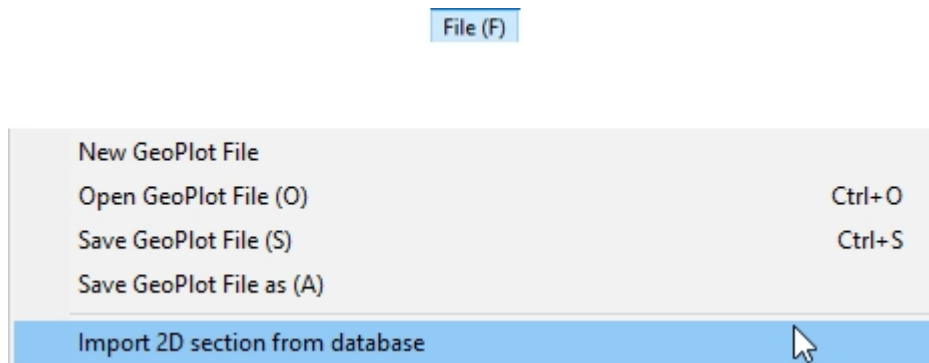 File (F)
New GeoPlot File
Open GeoPlot File (O) Ctrl+O
Save GeoPlot File (S) Ctrl+S
Save GeoPlot File as (A)
Import 2D section from database